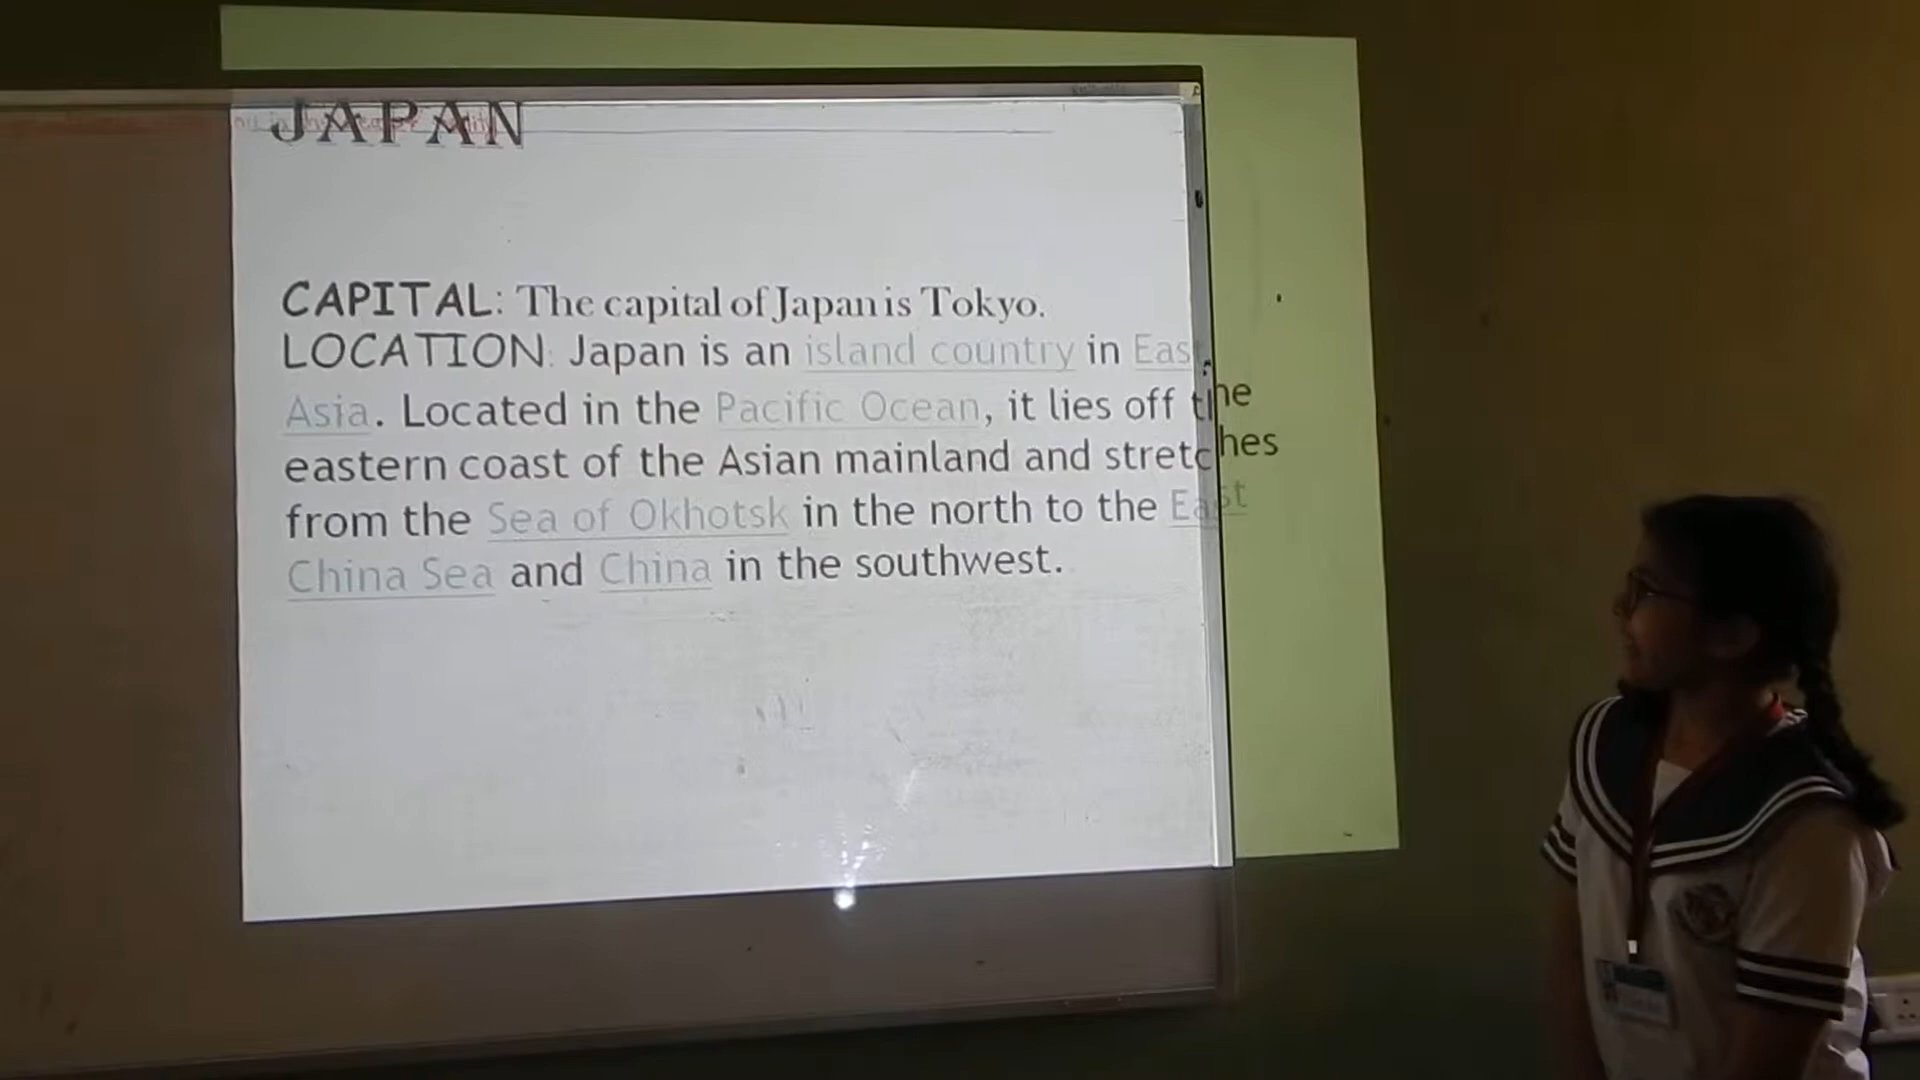 JAPAN
CAPITAL: The capital of Japan is Tokyo.
LOCATION: Japan is an island country in East
Asia. Located in the Pacific Ocean, it lies off the
eastern coast of the Asian mainland and stretches
from the Sea of Okhotsk in the north to the East
China Sea and China in the southwest.